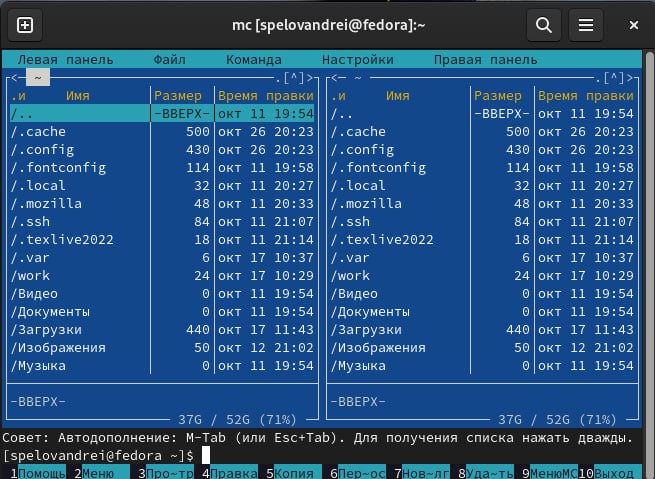 mc [spelovandrei@fedora]:~
Левая панель Файл Команда Настройки Правая панель
<─ ~ .[^]> <─ ~ .[^]>
.и Имя Размер Время правки .и Имя Размер Время правки
/.. -ВВЕРХ- окт 11 19:54 /.. -ВВЕРХ- окт 11 19:54
/.cache 500 окт 26 20:23 /.cache 500 окт 26 20:23
/.config 430 окт 26 20:23 /.config 430 окт 26 20:23
/.fontconfig 114 окт 11 19:58 /.fontconfig 114 окт 11 19:58
/.local 32 окт 11 20:27 /.local 32 окт 11 20:27
/.mozilla 48 окт 11 20:33 /.mozilla 48 окт 11 20:33
/.ssh 84 окт 11 21:07 /.ssh 84 окт 11 21:07
/.texlive2022 18 окт 11 21:14 /.texlive2022 18 окт 11 21:14
/.var 6 окт 17 10:37 /.var 6 окт 17 10:37
/work 24 окт 17 10:29 /work 24 окт 17 10:29
/Видео 0 окт 11 19:54 /Видео 0 окт 11 19:54
/Документы 0 окт 11 19:54 /Документы 0 окт 11 19:54
/Загрузки 440 окт 17 11:43 /Загрузки 440 окт 17 11:43
/Изображения 50 окт 12 21:02 /Изображения 50 окт 12 21:02
/Музыка 0 окт 11 19:54 /Музыка 0 окт 11 19:54
-ВВЕРХ- -ВВЕРХ-
37G / 52G (71%) 37G / 52G (71%)
Совет: Автодополнение: M-Tab (или Esc+Tab). Для получения списка нажать дважды.
[spelovandrei@fedora ~]$
1Помощь 2Меню 3Про~тр 4Правка 5Копия 6Пер~ос 7Нов~лг 8Уда~ть 9МенюMC 10Выход